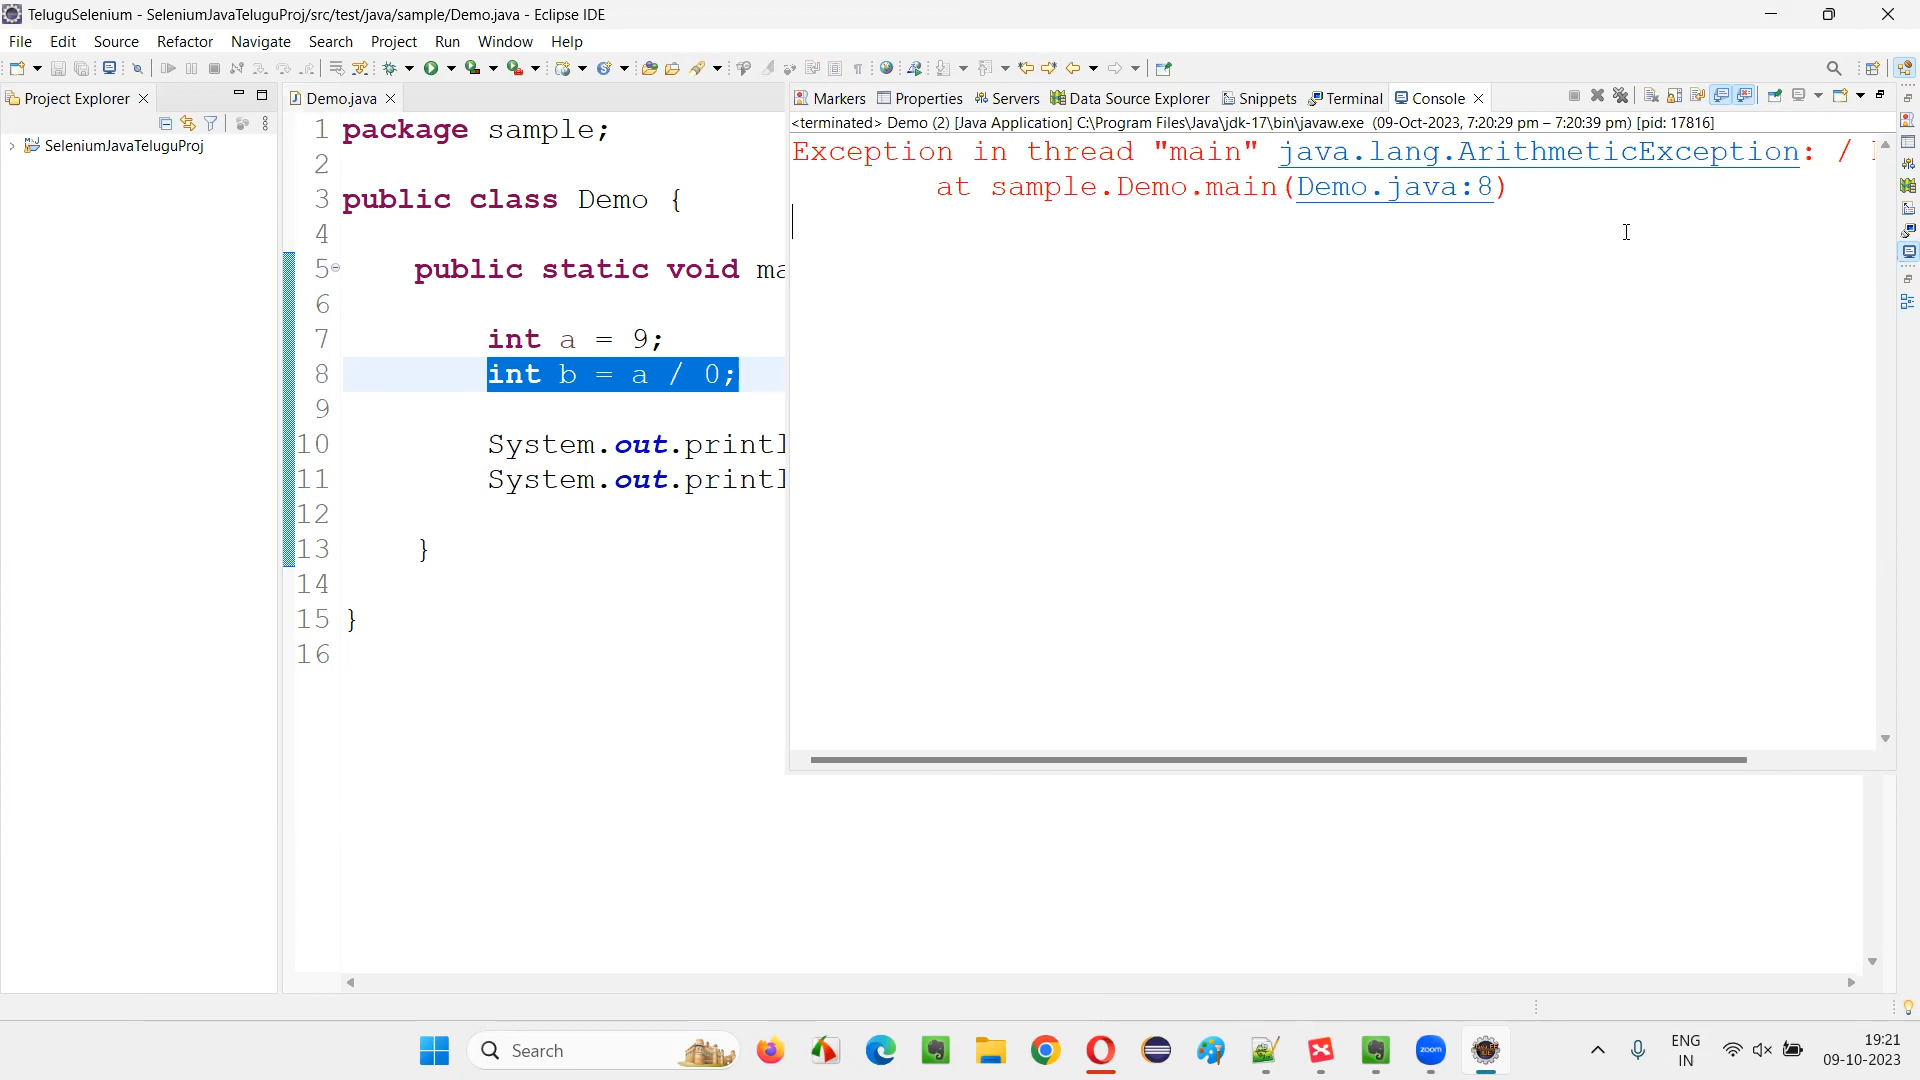 TeluguSelenium - SeleniumJavaTeluguProj/src/test/java/sample/Demo.java - Eclipse IDE
File Edit Source Refactor Navigate Search Project Run Window Help
Project Explorer
SeleniumJavaTeluguProj
Demo.java
1 package sample;
2
3 public class Demo {
4
5 public static void ma
6
7 int a = 9;
8 int b = a / 0;
9
10 System.out.printl
11 System.out.printl
12
13 }
14
15 }
16
Markers Properties Servers Data Source Explorer Snippets Terminal Console
<terminated> Demo (2) [Java Application] C:\Program Files\Java\jdk-17\bin\javaw.exe (09-Oct-2023, 7:20:29 pm – 7:20:39 pm) [pid: 17816]
Exception in thread "main" java.lang.ArithmeticException: /
at sample.Demo.main(Demo.java:8)
Search
zoom
ENG
IN
19:21
09-10-2023